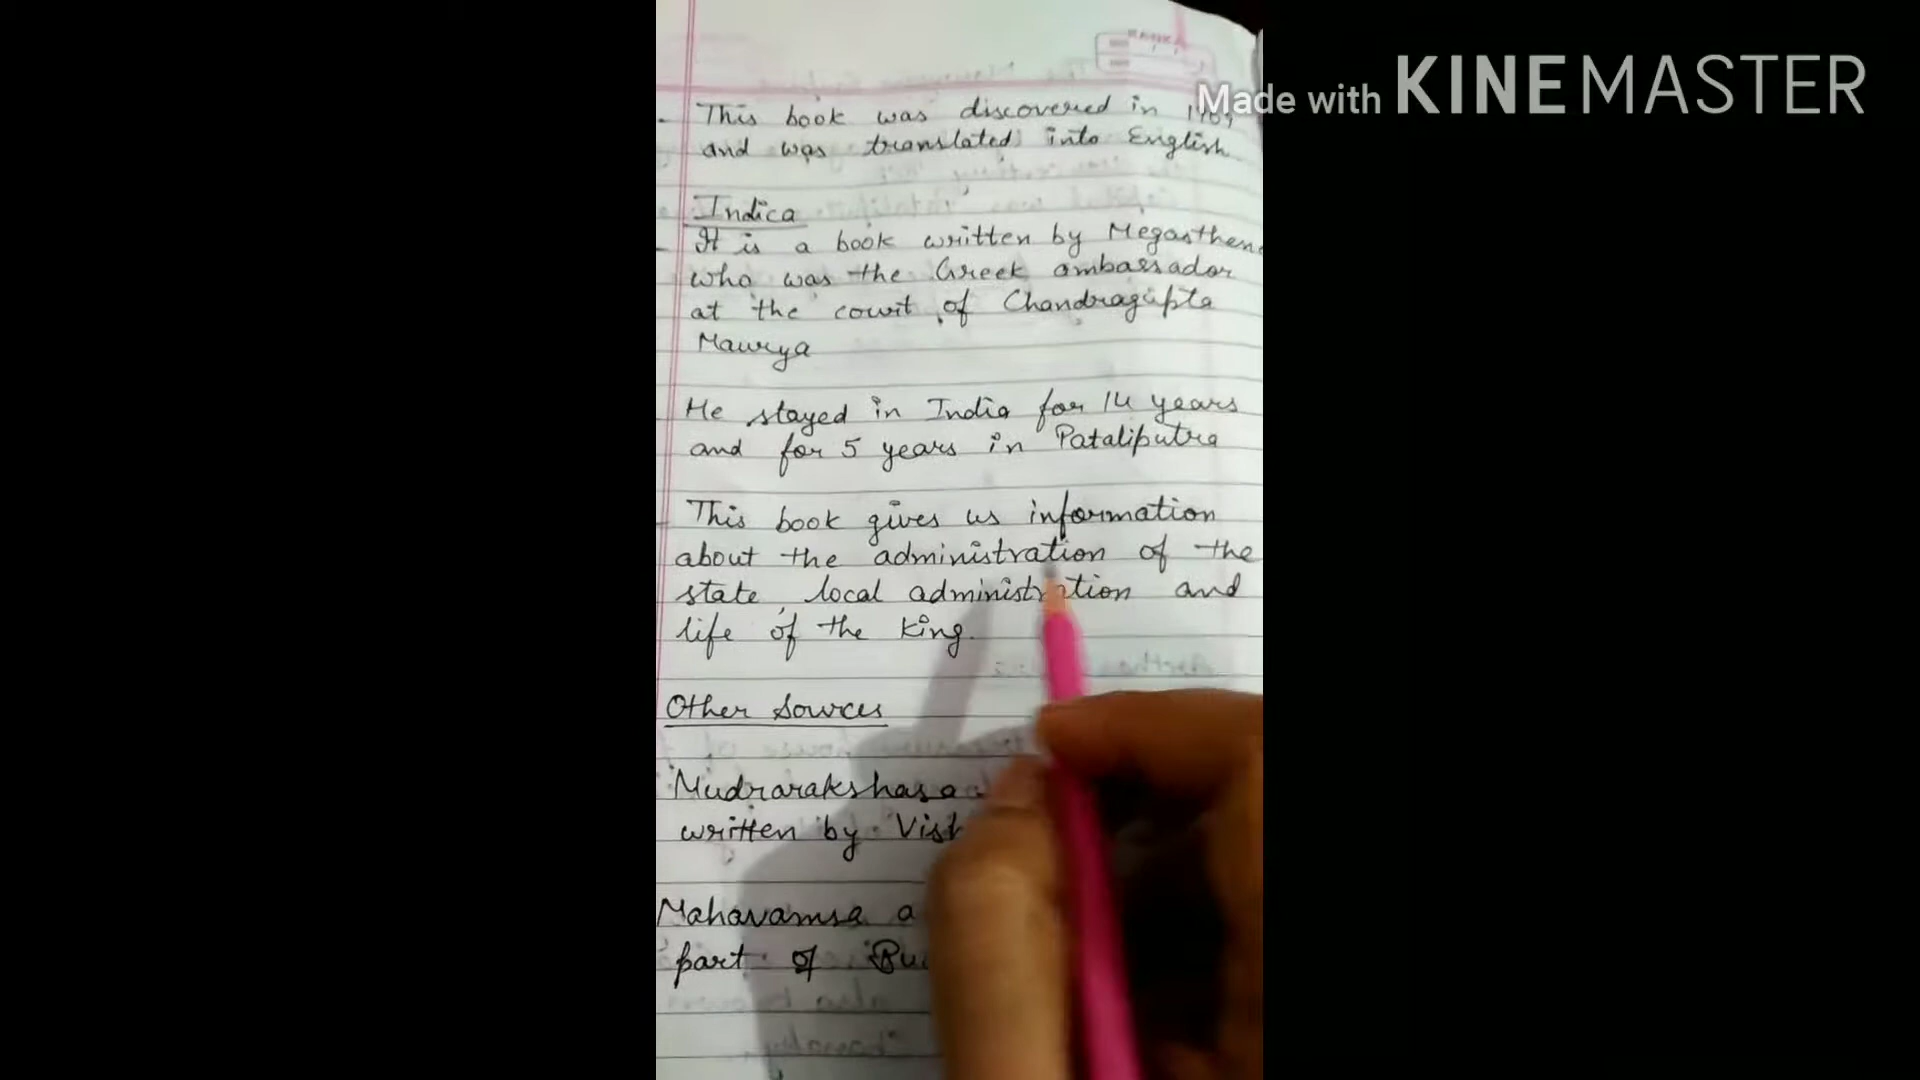 Made with KINEMASTER
This book was discovered in
and was translated into English
Indica
It is a book written by
who was the Greek ambassador
at the court of Chandragupta
Maurya
He stayed in India for 14 years
and for 5 years in Pataliputra
This book gives us information
about the administration of the
state, local administration and
life of the king.
Other Sources
Mudrarakshasa
written by
Mahavamsa a
part of